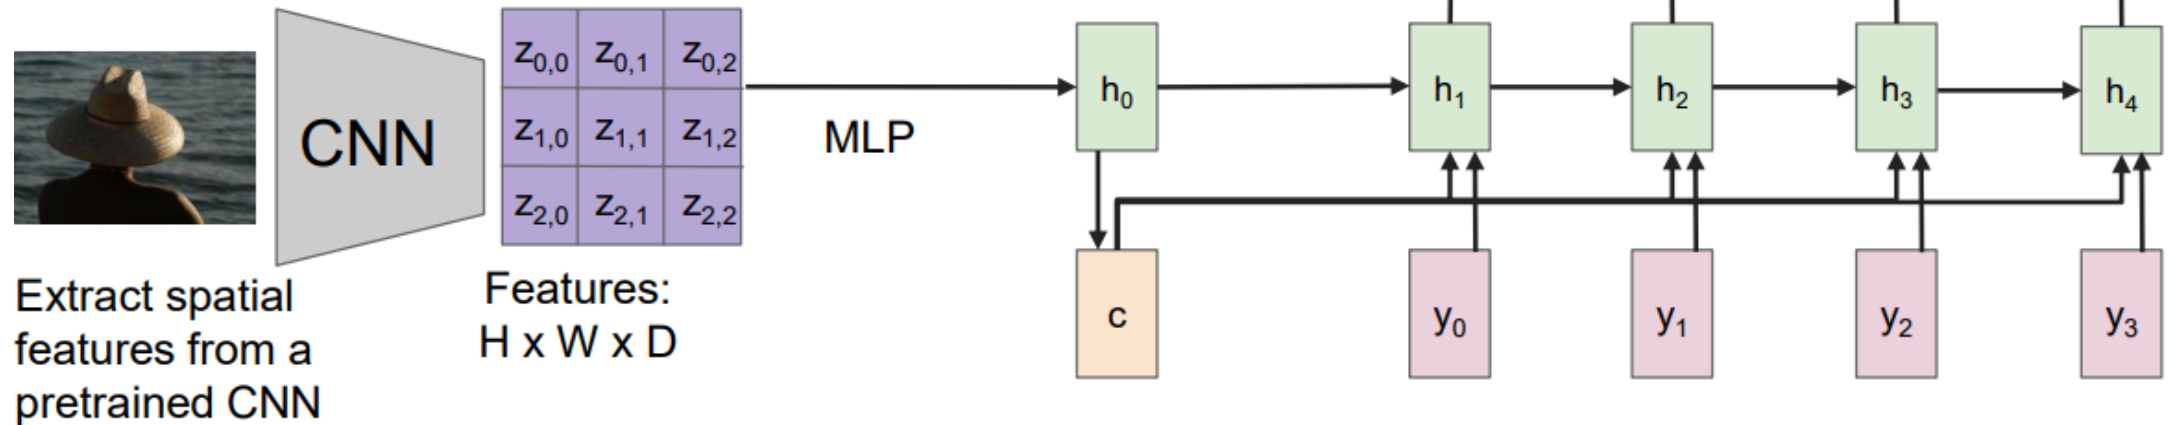 CNN
z0,0 z0,1 z0,2
z1,0 z1,1 z1,2
z2,0 z2,1 z2,2
MLP
h0 h1 h2 h3 h4
Extract spatial
features from a
pretrained CNN
Features:
H x W x D
c y0 y1 y2 y3